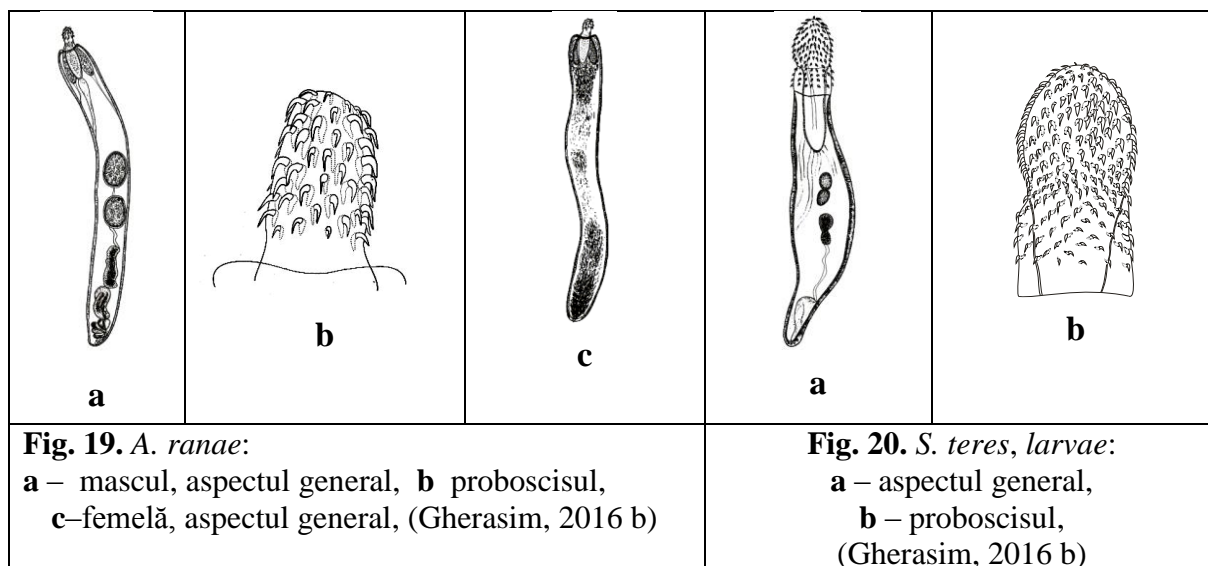 a
b
c
a
b
Fig. 19. A. ranae:
a – mascul, aspectul general, b proboscisul,
c–femelă, aspectul general, (Gherasim, 2016 b)
Fig. 20. S. teres, larvae:
a – aspectul general,
b – proboscisul,
(Gherasim, 2016 b)